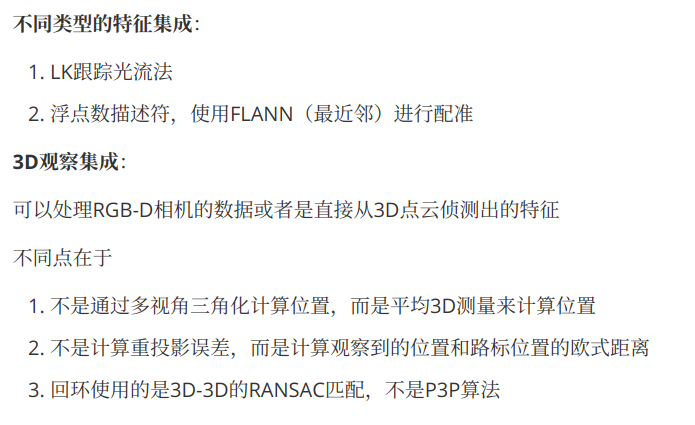 不同类型的特征集成：
1. LK跟踪光流法
2. 浮点数描述符，使用FLANN（最近邻）进行配准
3D观察集成：
可以处理RGB-D相机的数据或者是直接从3D点云侦测出的特征
不同点在于
1. 不是通过多视角三角化计算位置，而是平均3D测量来计算位置
2. 不是计算重投影误差，而是计算观察到的位置和路标位置的欧式距离
3. 回环使用的是3D-3D的RANSAC匹配，不是P3P算法